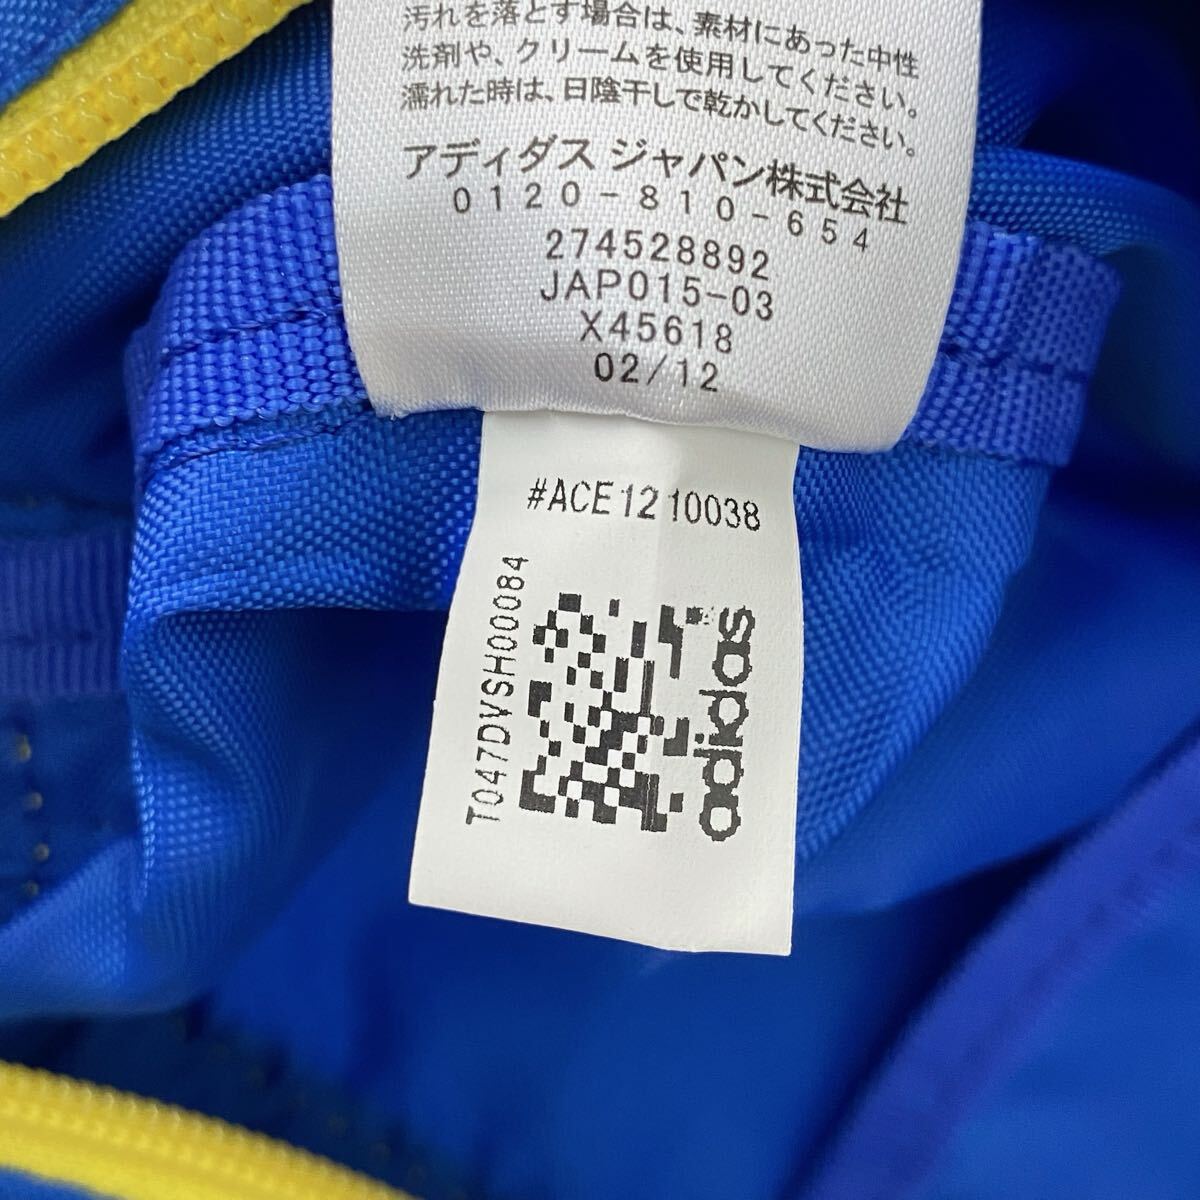 汚れを落とす場合は、素材にあった中性
洗剤や、クリームを使用してください。
濡れた時は、日陰干しで乾かしてください。
アディダス ジャパン株式会社
0120-810-654
274528892
JAP015-03
X45618
02/12
#ACE1210038
T047DVSH00084
adidas